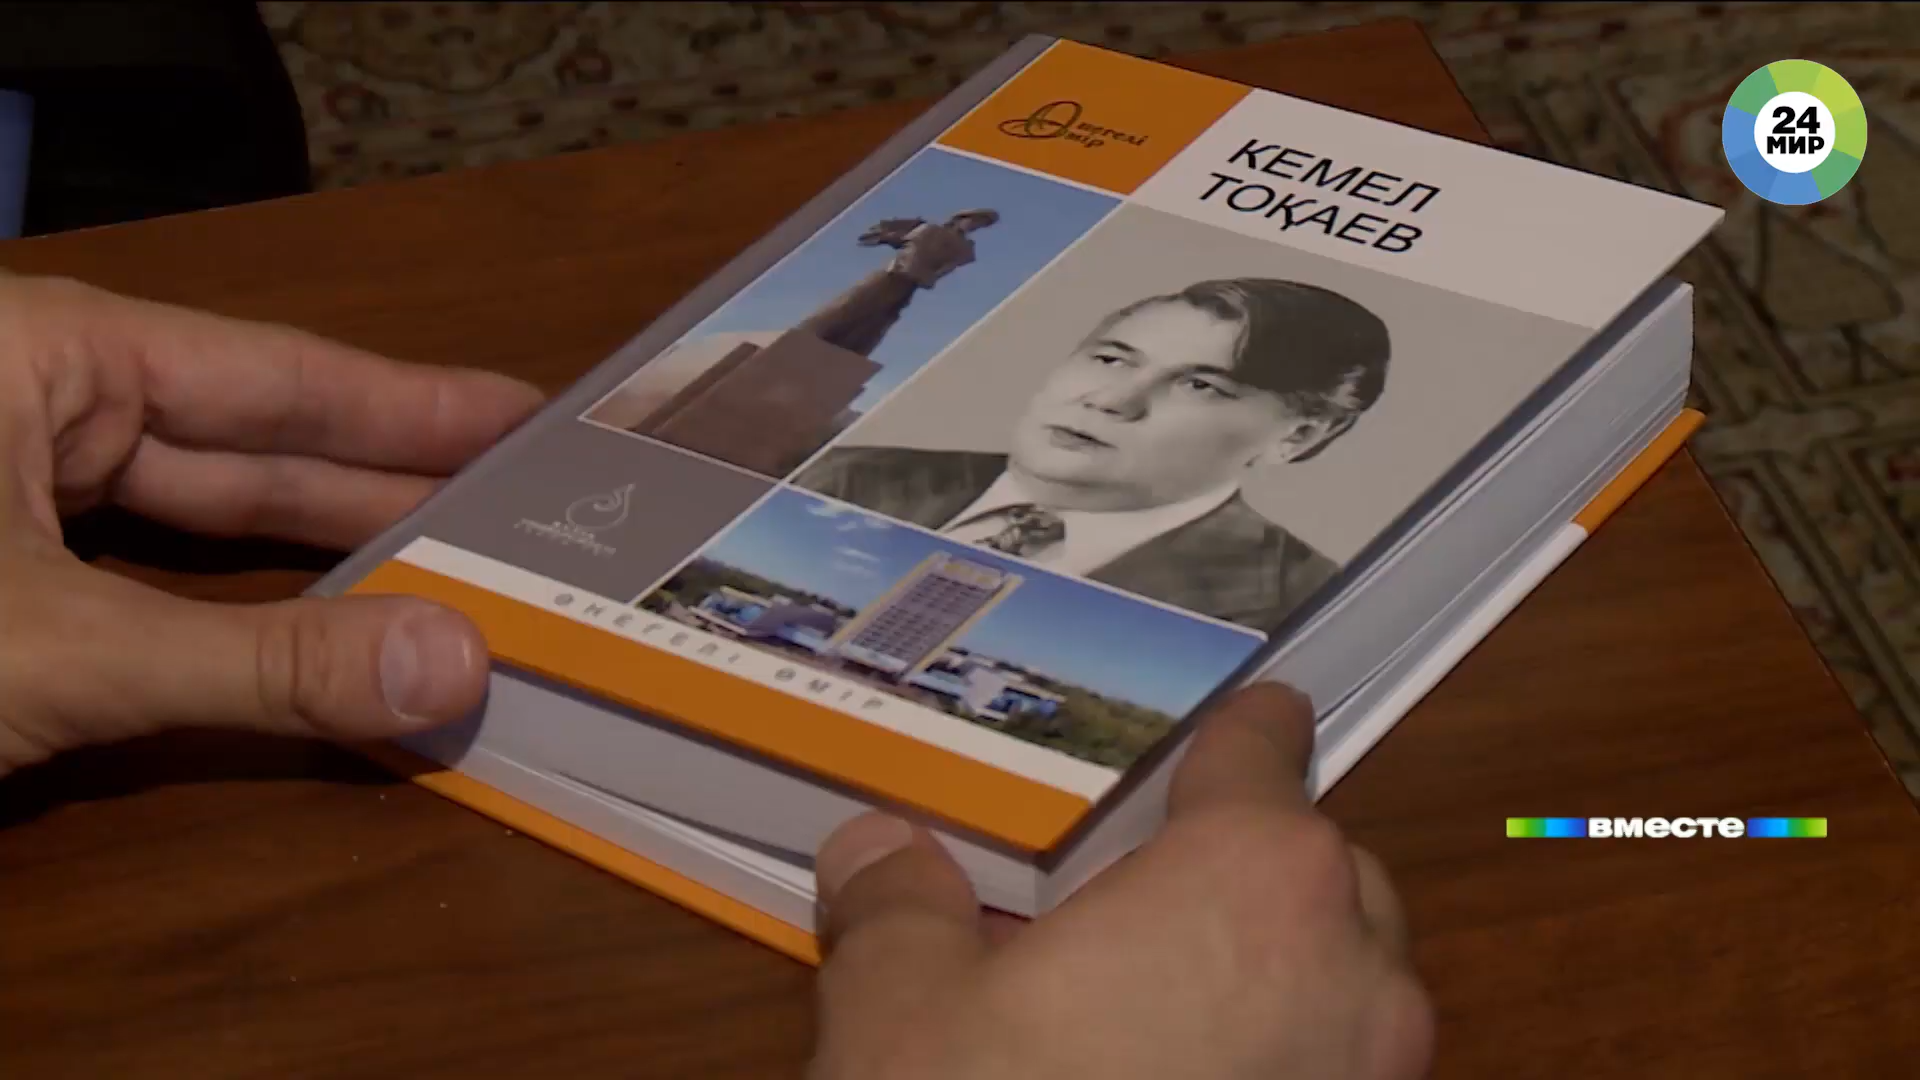 Өнегелі
өмір
КЕМЕЛ
ТОҚАЕВ
ӨНЕГЕЛІ ӨМІР
24
МИР
ВМЕСТЕ